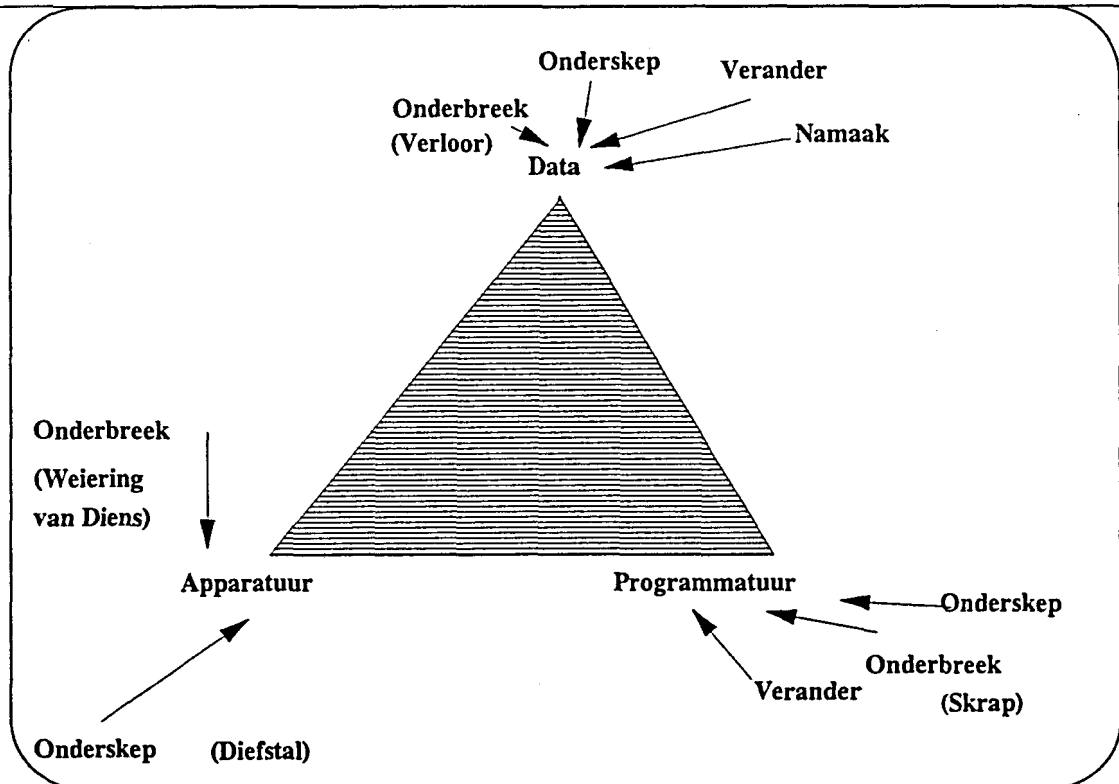 Onderskep
Verander
Onderbreek
(Verloor)
Namaak
Data
Onderbreek
(Weiering
van Diens)
Apparatuur
Programmatuur
Onderskep
Onderbreek
(Skrap)
Verander
Onderskep (Diefstal)